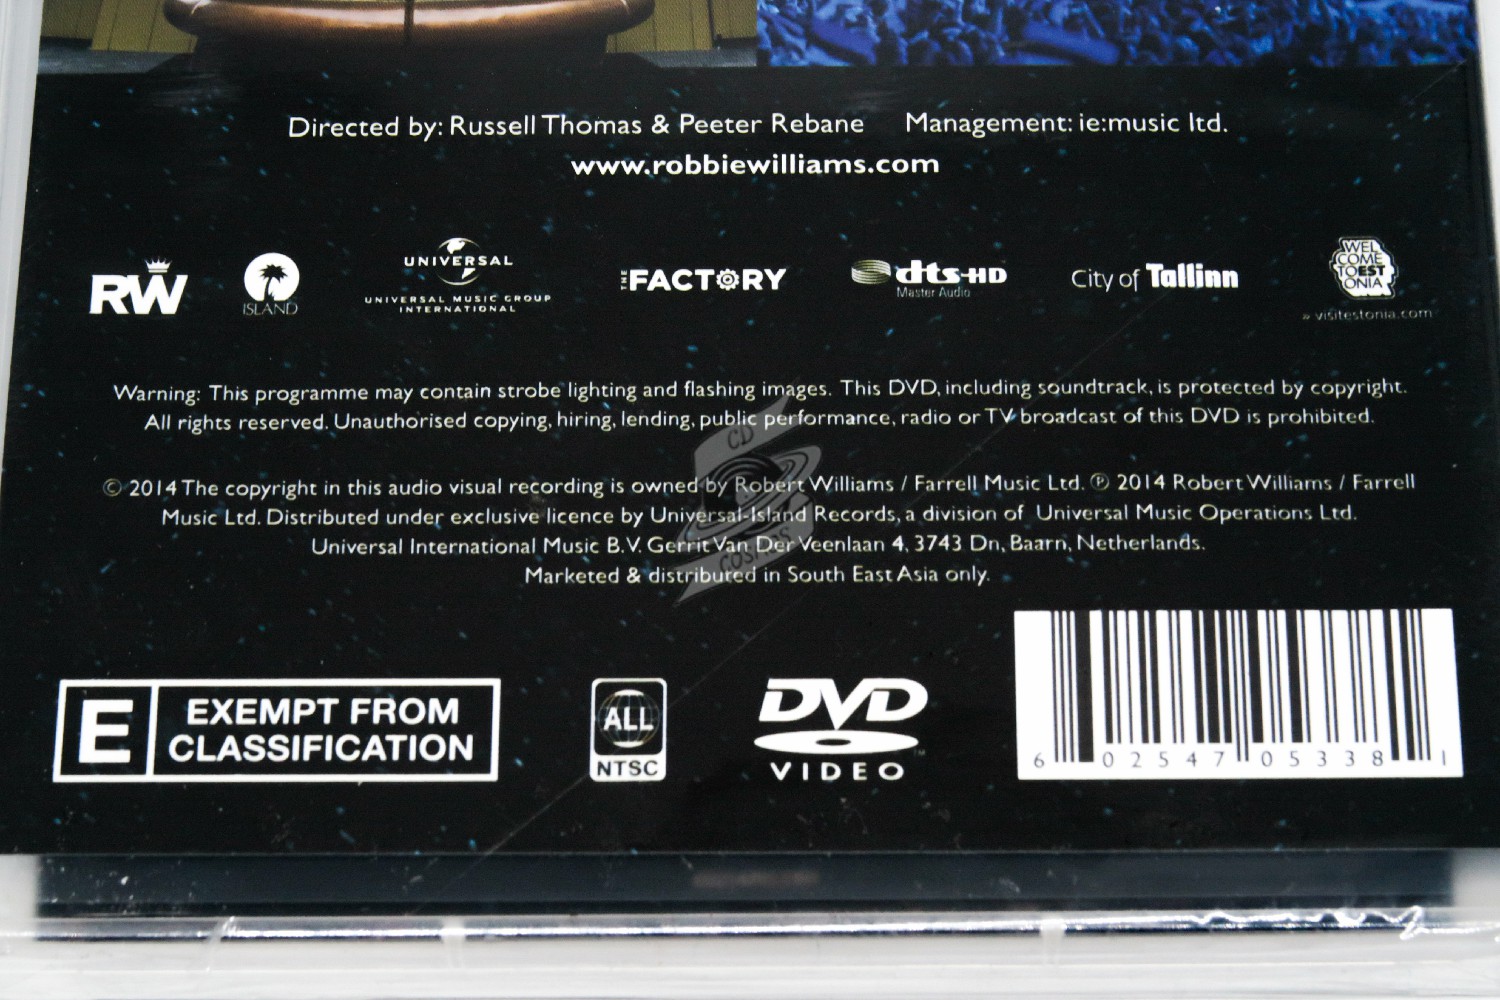 Directed by: Russell Thomas & Peeter Rebane Management: ie:music ltd.
www.robbiewilliams.com
RW
ISLAND
UNIVERSAL
UNIVERSAL MUSIC GROUP
INTERNATIONAL
THE FACTORY
dts-HD
Master Audio
City of Tallinn
WEL
COME
TO EST
ONIA
» visitestonia.com
Warning: This programme may contain strobe lighting and flashing images. This DVD, including soundtrack, is protected by copyright.
All rights reserved. Unauthorised copying, hiring, lending, public performance, radio or TV broadcast of this DVD is prohibited.
CD
COSMOS
© 2014 The copyright in this audio visual recording is owned by Robert Williams / Farrell Music Ltd. ℗ 2014 Robert Williams / Farrell
Music Ltd. Distributed under exclusive licence by Universal-Island Records, a division of Universal Music Operations Ltd.
Universal International Music B.V. Gerrit Van Der Veenlaan 4, 3743 Dn, Baarn, Netherlands.
Marketed & distributed in South East Asia only.
E EXEMPT FROM
CLASSIFICATION
ALL
NTSC
DVD
VIDEO
6 02547 05338 1